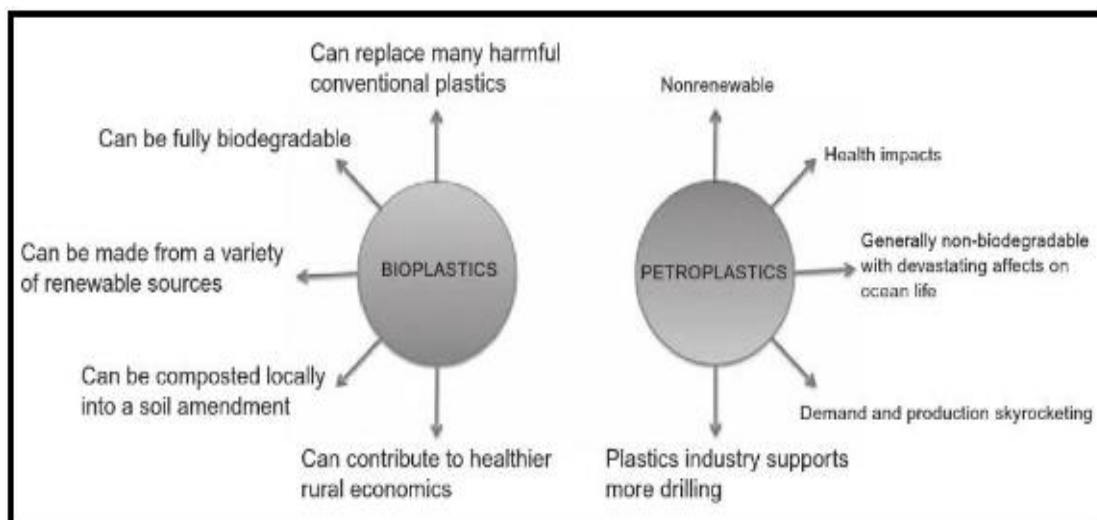 Can replace many harmful
conventional plastics
Can be fully biodegradable
Can be made from a variety
of renewable sources
BIOPLASTICS
Can be composted locally
into a soil amendment
Can contribute to healthier
rural economics
Nonrenewable
Health impacts
Generally non-biodegradable
with devastating affects on
ocean life
PETROPLASTICS
Demand and production skyrocketing
Plastics industry supports
more drilling